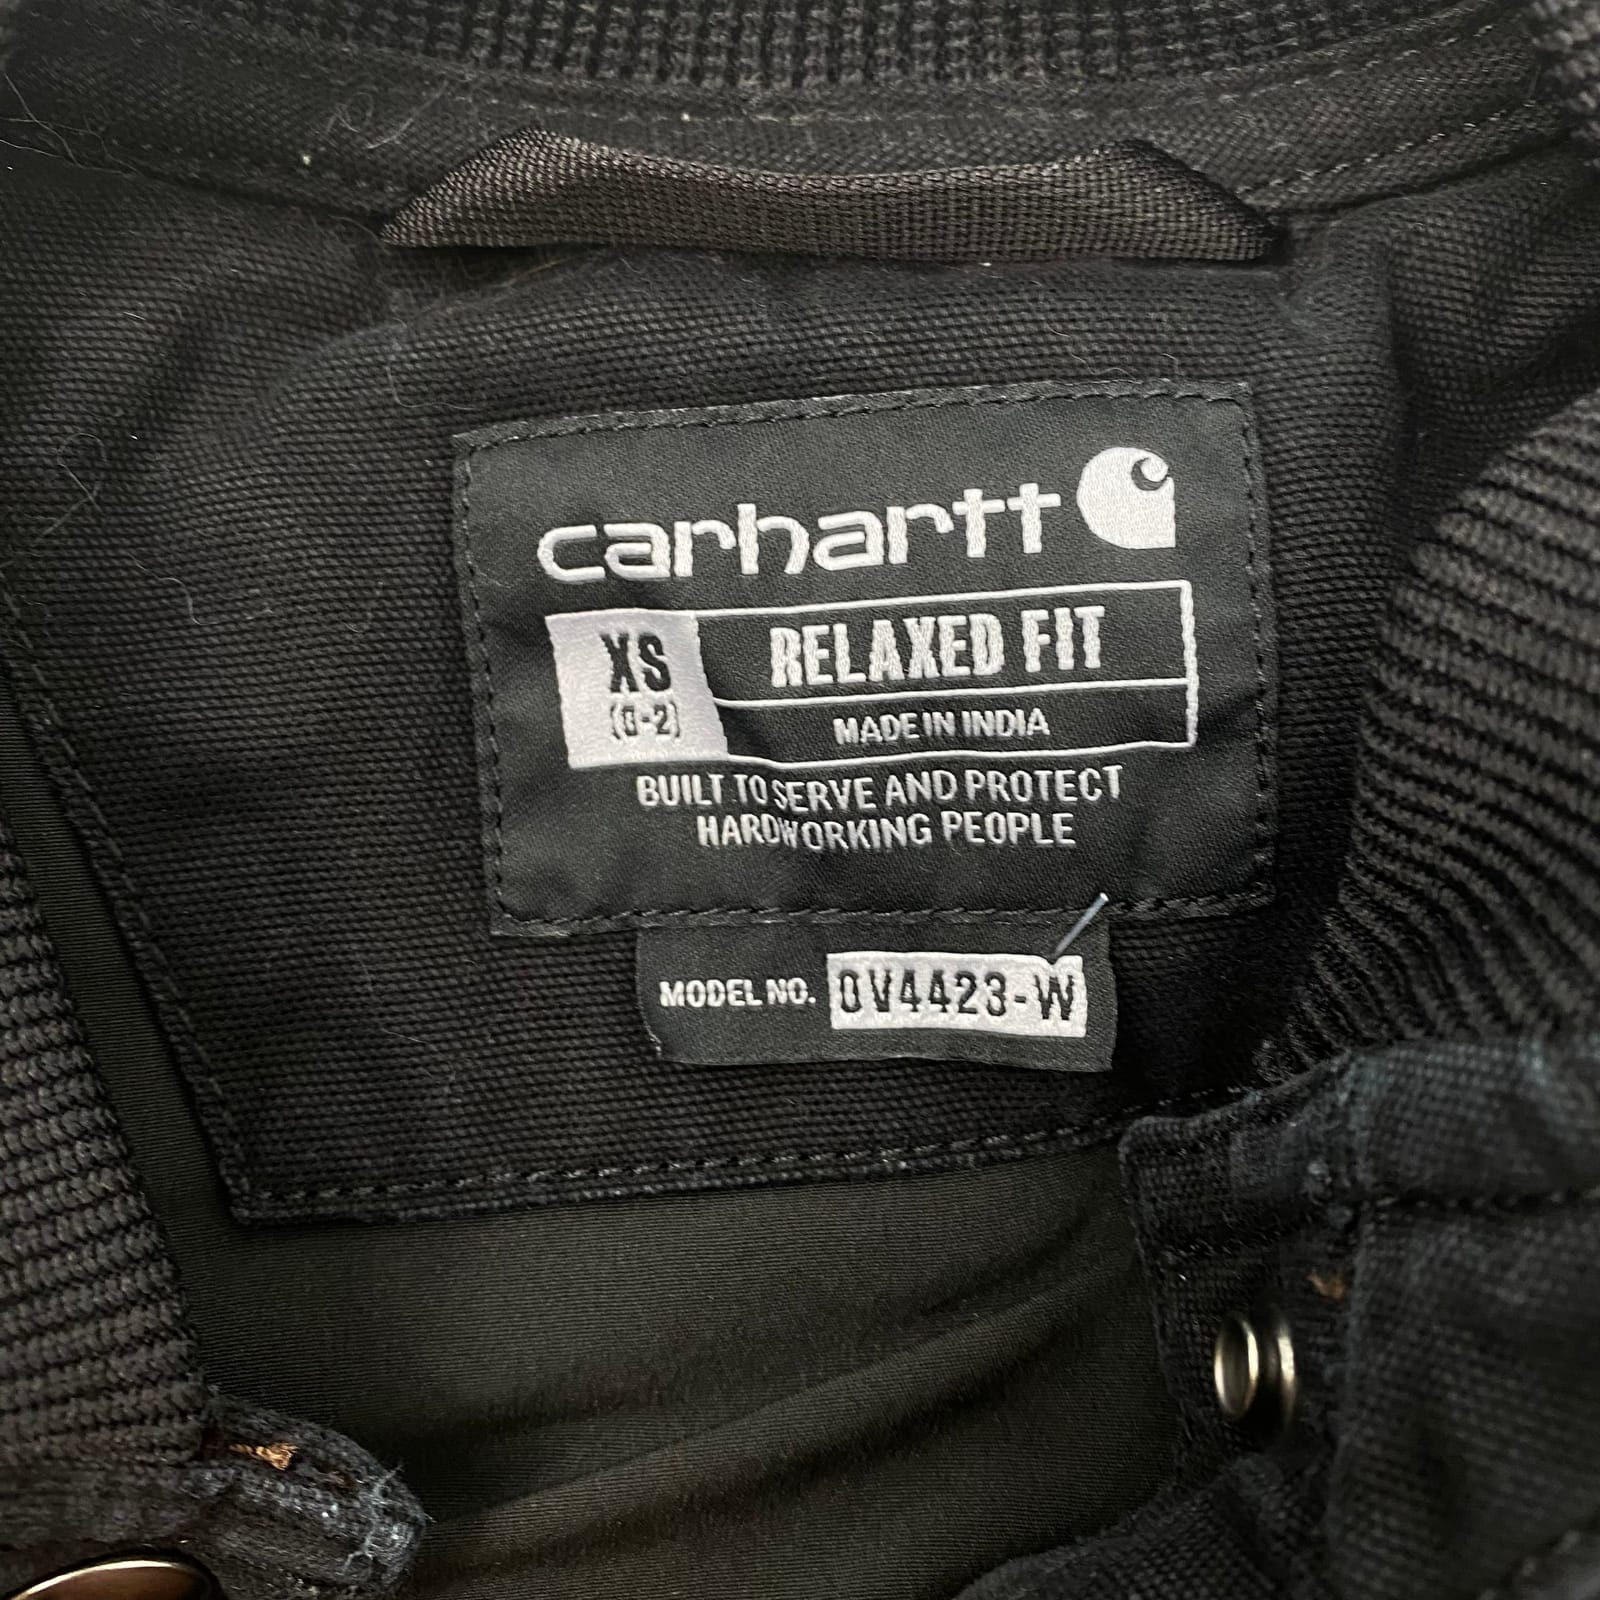 carhartt
XS
(0-2)
RELAXED FIT
MADE IN INDIA
BUILT TO SERVE AND PROTECT
HARDWORKING PEOPLE
MODEL NO. OV4423-W